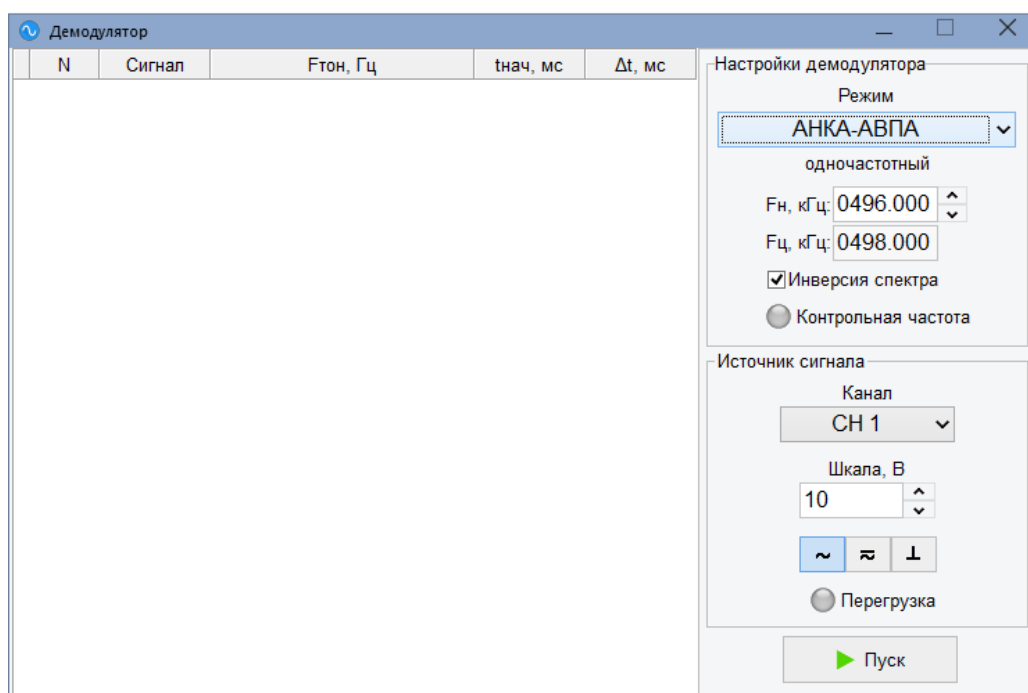 Демодулятор
N Сигнал Fтон, Гц tнач, мс Δt, мс
Настройки демодулятора
Режим
АНКА-АВПА
одночастотный
Fн, кГц: 0496.000
Fц, кГц: 0498.000
Инверсия спектра
Контрольная частота
Источник сигнала
Канал
CH 1
Шкала, В
10
~ ≂ ⊥
Перегрузка
Пуск